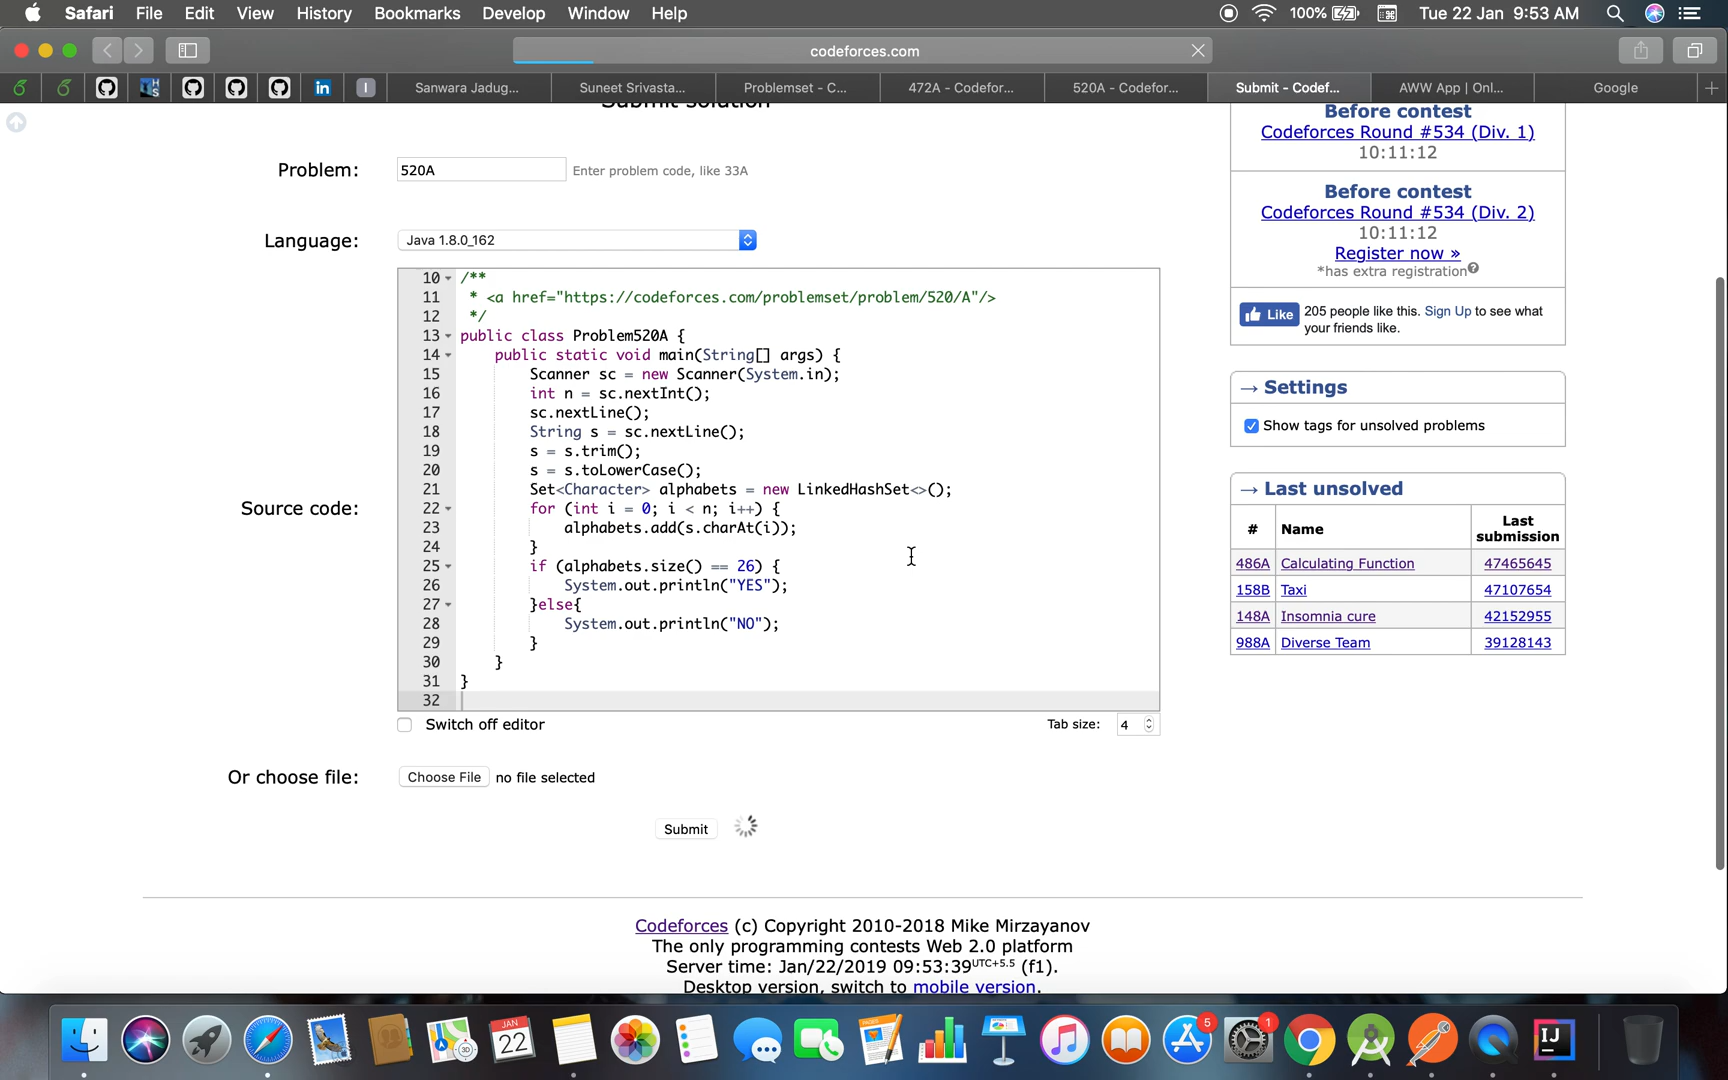 Safari File Edit View History Bookmarks Develop Window Help 100% Tue 22 Jan 9:53 AM
codeforces.com
Sanwara Jadug... Suneet Srivasta... Problemset - C... 472A - Codefor... 520A - Codefor... Submit - Codef... AWW App | Onl... Google
Submit solution
Problem: 520A Enter problem code, like 33A
Language: Java 1.8.0_162
Source code:
10 /**
11 * <a href="https://codeforces.com/problemset/problem/520/A"/>
12 */
13 public class Problem520A {
14 public static void main(String[] args) {
15 Scanner sc = new Scanner(System.in);
16 int n = sc.nextInt();
17 sc.nextLine();
18 String s = sc.nextLine();
19 s = s.trim();
20 s = s.toLowerCase();
21 Set<Character> alphabets = new LinkedHashSet<>();
22 for (int i = 0; i < n; i++) {
23 alphabets.add(s.charAt(i));
24 }
25 if (alphabets.size() == 26) {
26 System.out.println("YES");
27 }else{
28 System.out.println("NO");
29 }
30 }
31 }
32
Switch off editor Tab size: 4
Or choose file: Choose File no file selected
Submit
Before contest
Codeforces Round #534 (Div. 1)
10:11:12
Before contest
Codeforces Round #534 (Div. 2)
10:11:12
Register now »
*has extra registration?
Like 205 people like this. Sign Up to see what
your friends like.
→ Settings
Show tags for unsolved problems
→ Last unsolved
# Name Last
submission
486A Calculating Function 47465645
158B Taxi 47107654
148A Insomnia cure 42152955
988A Diverse Team 39128143
Codeforces (c) Copyright 2010-2018 Mike Mirzayanov
The only programming contests Web 2.0 platform
Server time: Jan/22/2019 09:53:39UTC+5.5 (f1).
Desktop version, switch to mobile version.
JAN
22
3D
5
1
IJ